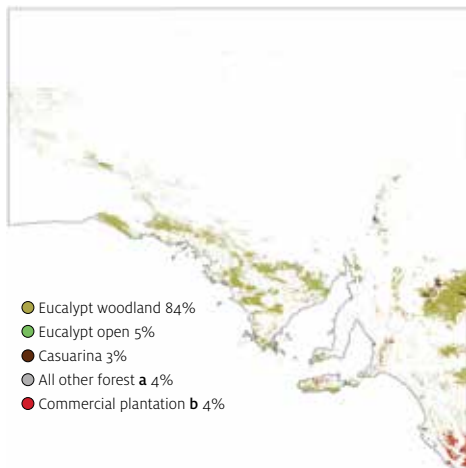 Eucalypt woodland 84%
Eucalypt open 5%
Casuarina 3%
All other forest a 4%
Commercial plantation b 4%